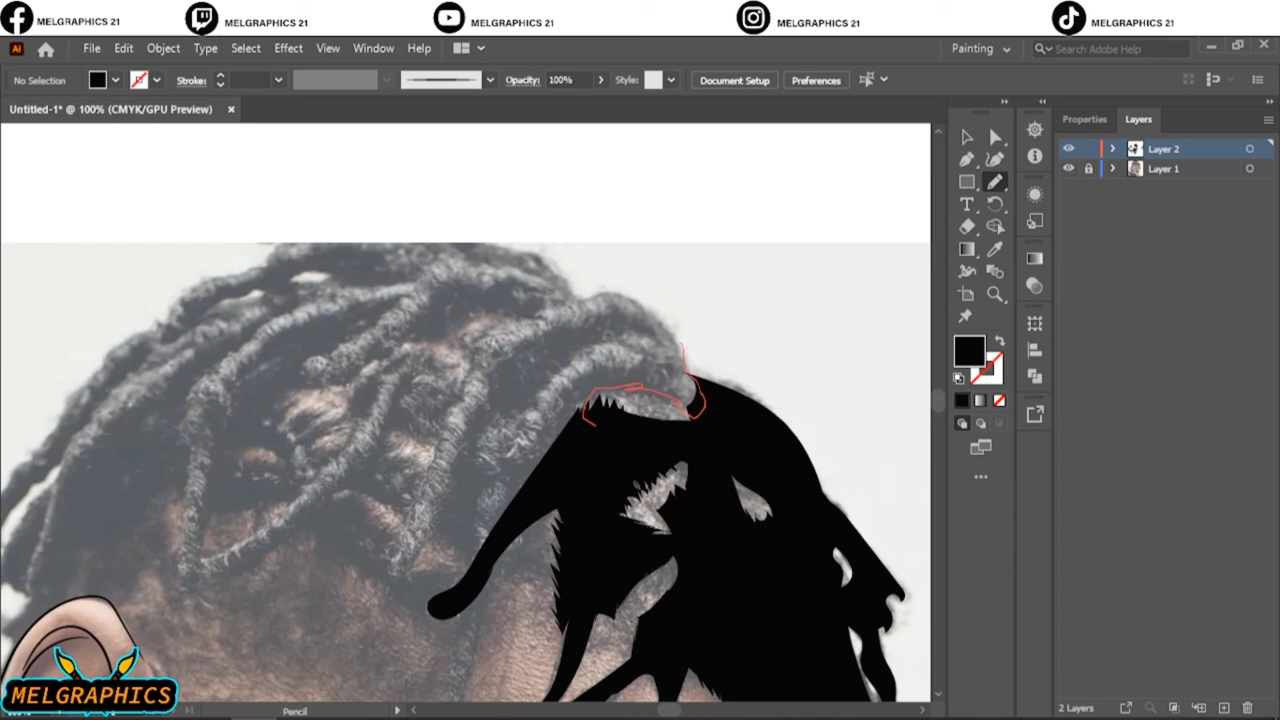 MELGRAPHICS 21
MELGRAPHICS 21
MELGRAPHICS 21
MELGRAPHICS 21
MELGRAPHICS 21
Ai File Edit Object Type Select Effect View Window Help Painting Search Adobe Help
No Selection Stroke: Opacity: 100% Style: Document Setup Preferences
Untitled-1* @ 100% (CMYK/GPU Preview) ×
Properties Layers
Layer 2
Layer 1
MELGRAPHICS
Pencil
2 Layers